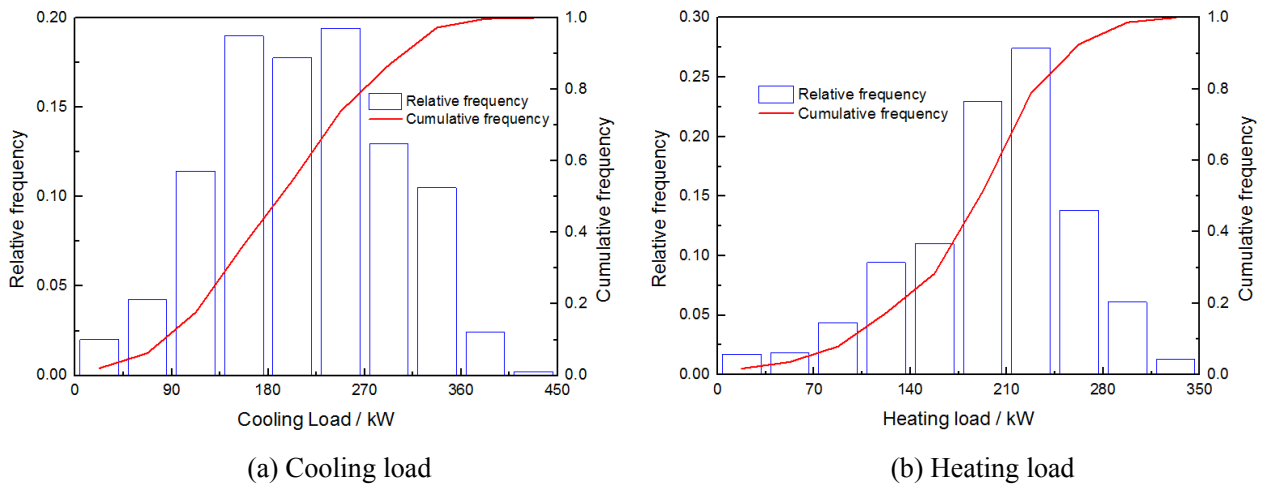 0.20
0.15
0.10
0.05
0.00
Relative frequency
Relative frequency
Cumulative frequency
1.0
0.8
0.6
0.4
0.2
0.0
Cumulative frequency
0 90 180 270 360 450
Cooling Load / kW
(a) Cooling load
0.30
0.25
0.20
0.15
0.10
0.05
0.00
Relative frequency
Relative frequency
Cumulative frequency
1.0
0.8
0.6
0.4
0.2
0.0
Cumulative frequency
0 70 140 210 280 350
Heating load / kW
(b) Heating load